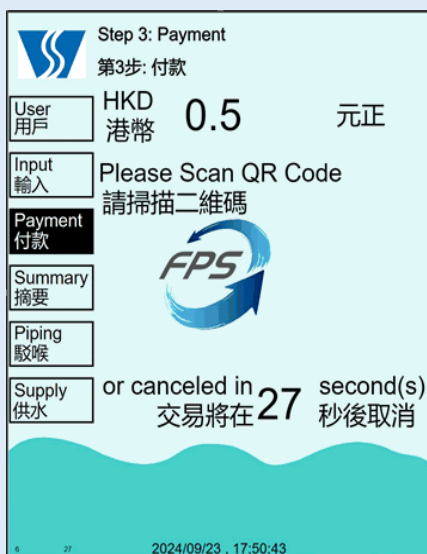 Step 3: Payment
第3步: 付款
HKD
港幣
0.5
元正
User
用戶
Input
輸入
Payment
付款
Summary
摘要
Piping
駁喉
Supply
供水
Please Scan QR Code
請掃描二維碼
FPS
or canceled in 27 second(s)
交易將在 秒後取消
6 27 2024/09/23 , 17:50:43